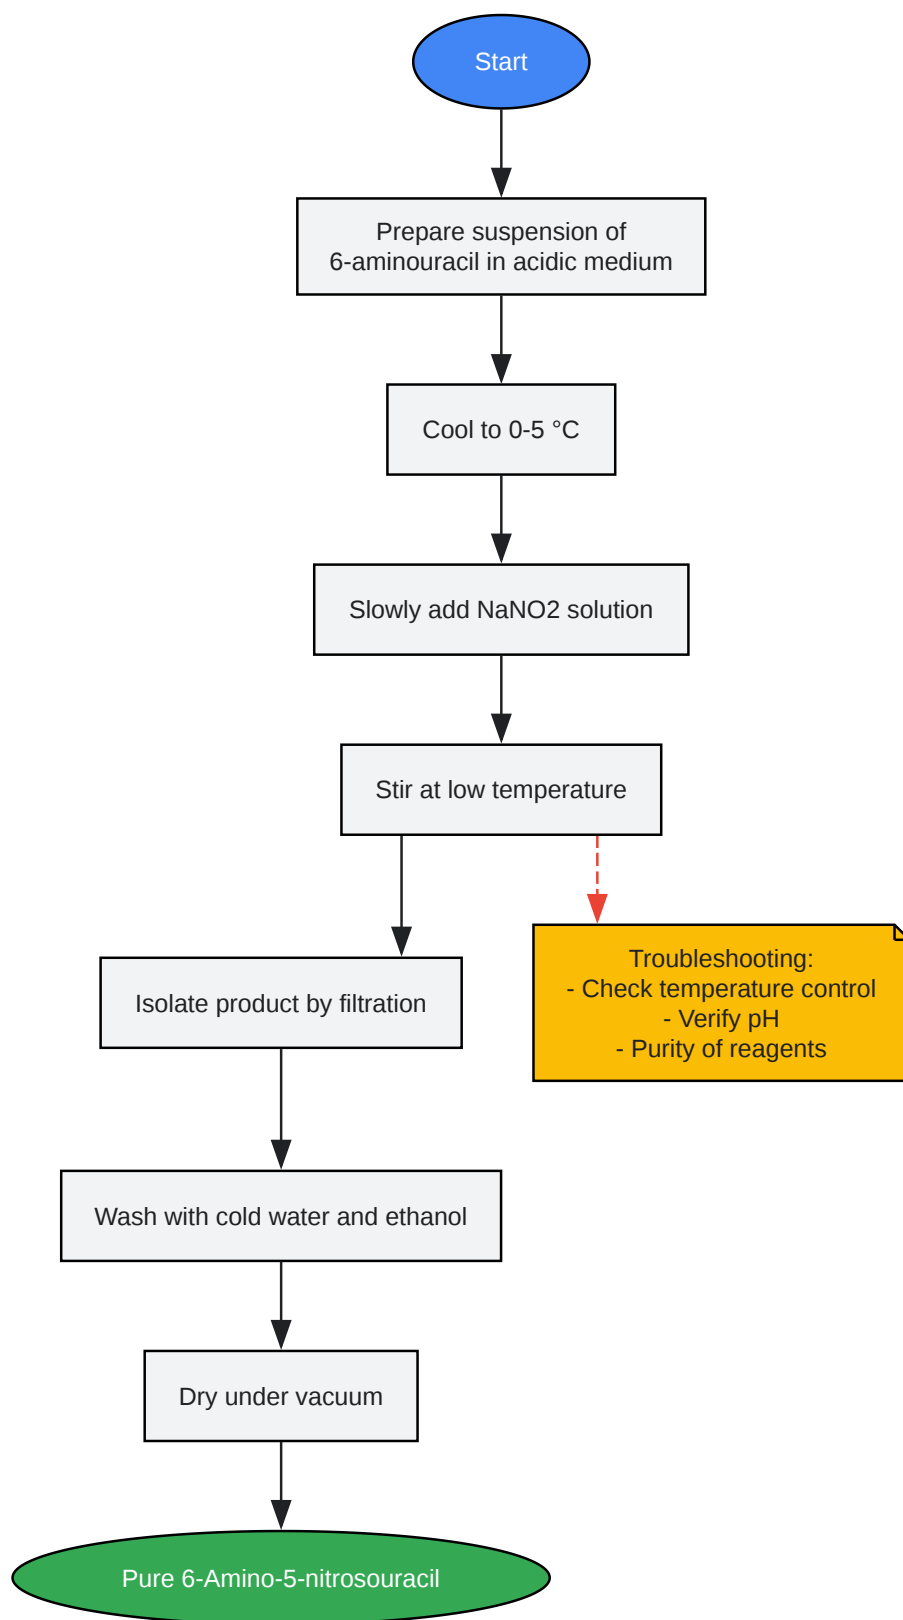 Start
Prepare suspension of
6-aminouracil in acidic medium
Cool to 0-5 °C
Slowly add NaNO2 solution
Stir at low temperature
Isolate product by filtration
Troubleshooting:
- Check temperature control
- Verify pH
- Purity of reagents
Wash with cold water and ethanol
Dry under vacuum
Pure 6-Amino-5-nitrosouracil